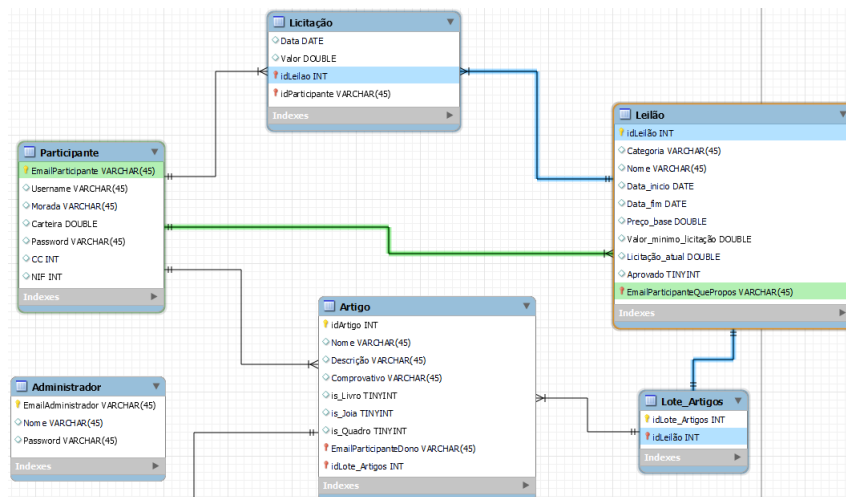 Licitação
Data DATE
Valor DOUBLE
idLeilao INT
idParticipante VARCHAR(45)
Indexes
Leilão
idLeilão INT
Categoria VARCHAR(45)
Nome VARCHAR(45)
Data_inicio DATE
Data_fim DATE
Preço_base DOUBLE
Valor_minimo_licitação DOUBLE
Licitação_atual DOUBLE
Aprovado TINYINT
EmailParticipanteQuePropos VARCHAR(45)
Indexes
Participante
EmailParticipante VARCHAR(45)
Username VARCHAR(45)
Morada VARCHAR(45)
Carteira DOUBLE
Password VARCHAR(45)
CC INT
NIF INT
Indexes
Artigo
idArtigo INT
Nome VARCHAR(45)
Descrição VARCHAR(45)
Comprovativo VARCHAR(45)
is_Livro TINYINT
is_Joia TINYINT
is_Quadro TINYINT
EmailParticipanteDono VARCHAR(45)
idLote_Artigos INT
Indexes
Administrador
EmailAdministrador VARCHAR(45)
Nome VARCHAR(45)
Password VARCHAR(45)
Indexes
Lote_Artigos
idLote_Artigos INT
idLeilão INT
Indexes